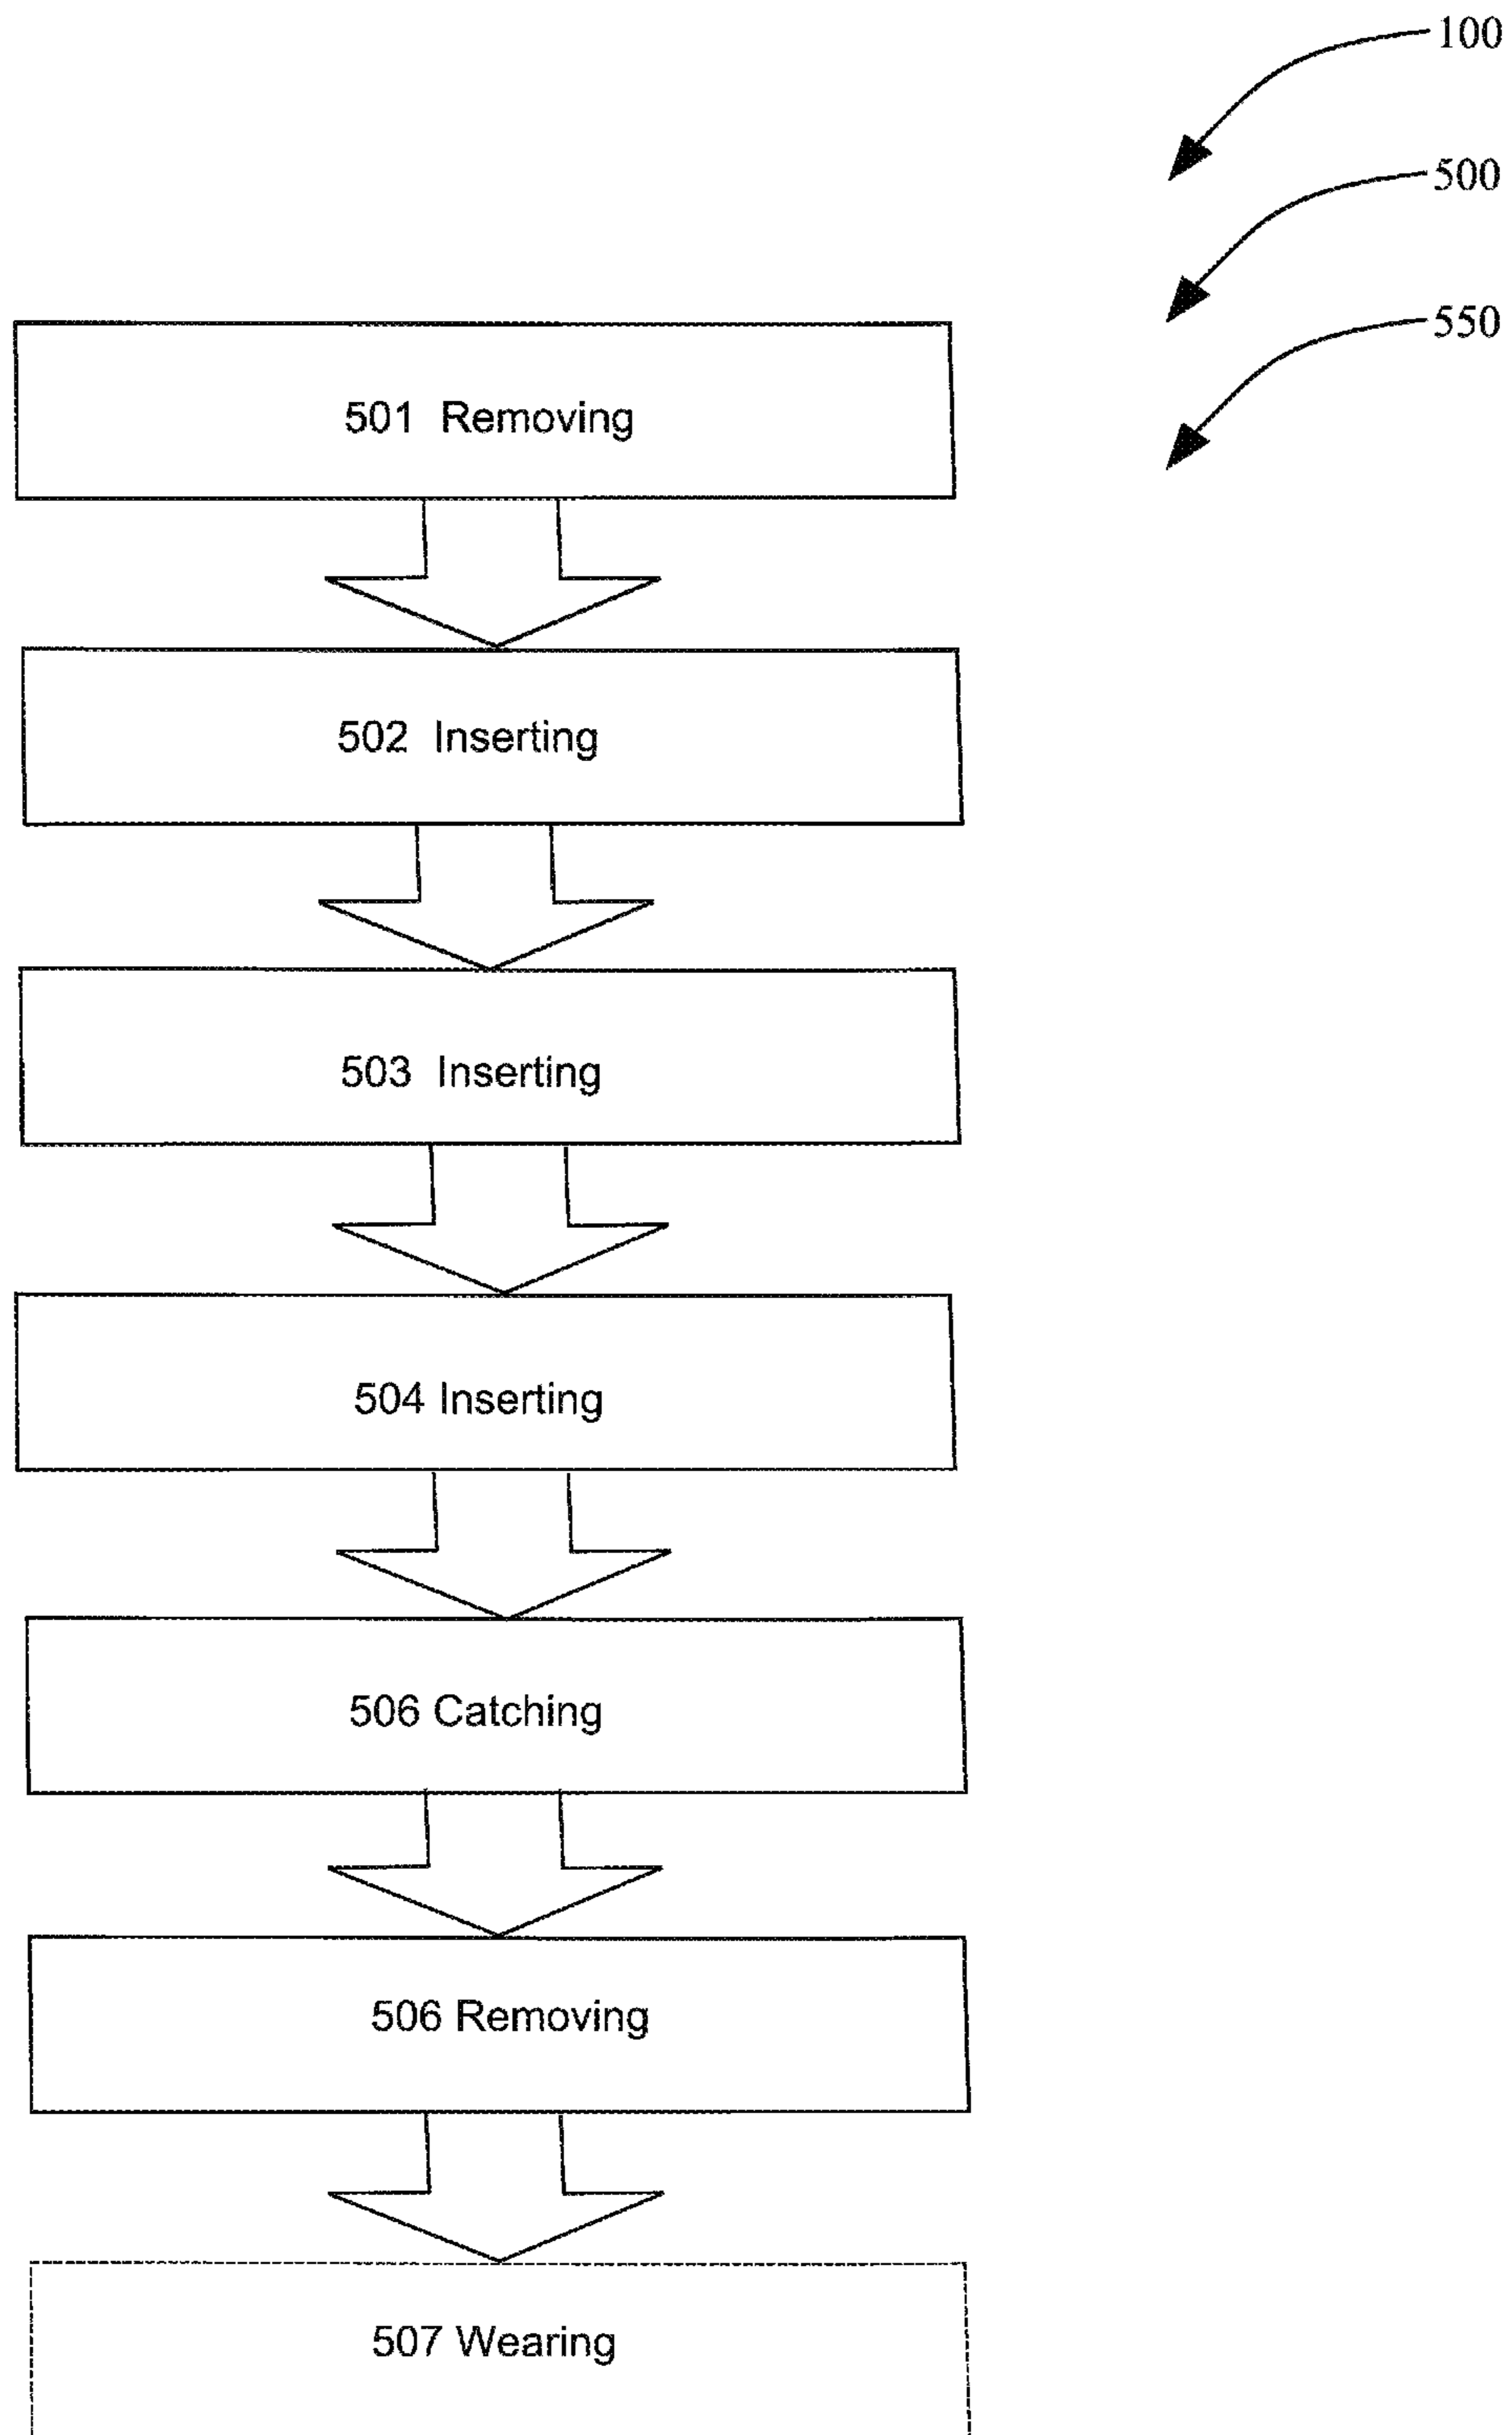 100
500
550
501 Removing
502 Inserting
503 Inserting
504 Inserting
506 Catching
506 Removing
507 Wearing